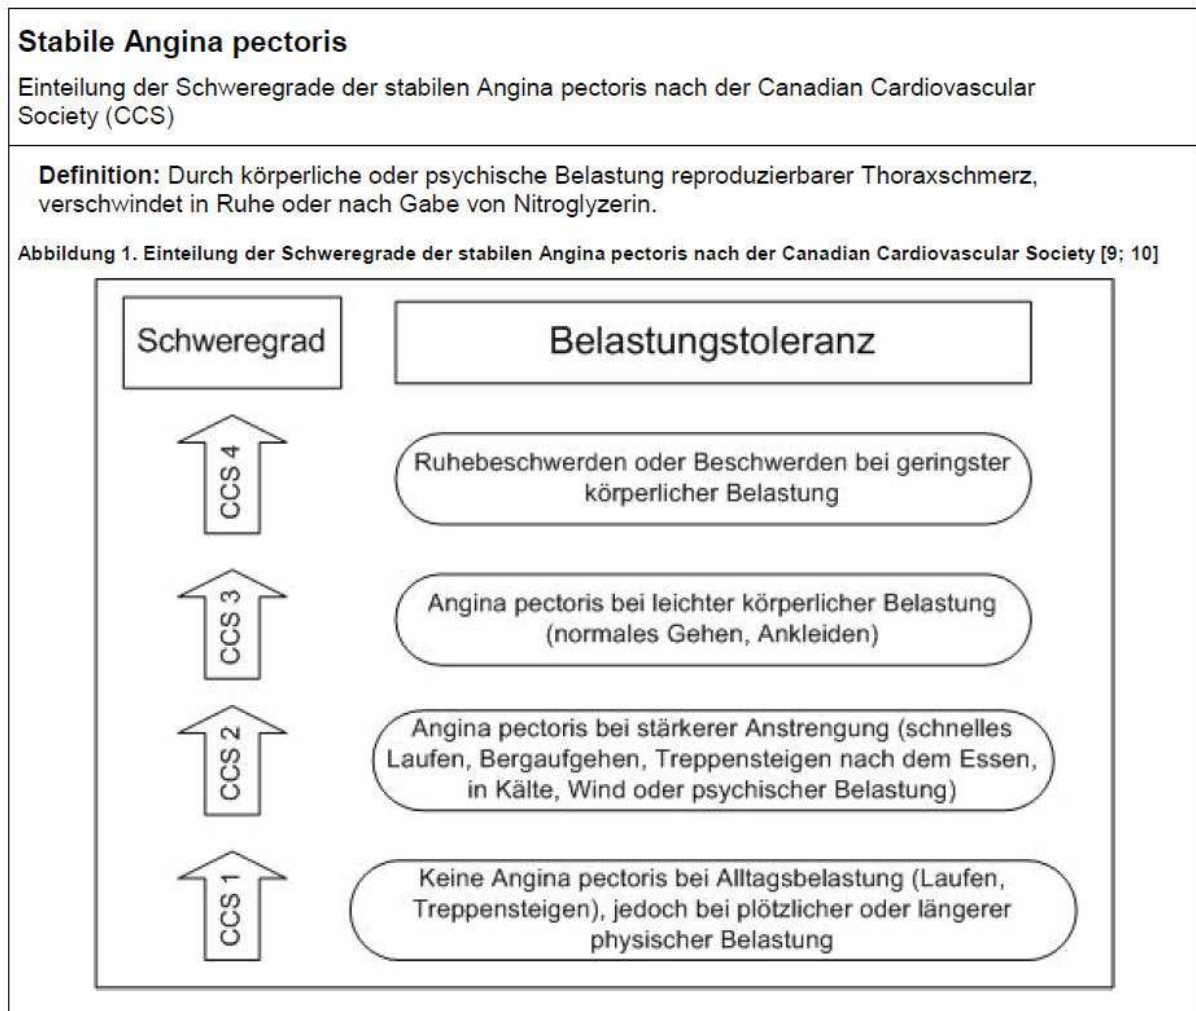 Stabile Angina pectoris
Einteilung der Schweregrade der stabilen Angina pectoris nach der Canadian Cardiovascular
Society (CCS)
Definition: Durch körperliche oder psychische Belastung reproduzierbarer Thoraxschmerz,
verschwindet in Ruhe oder nach Gabe von Nitroglyzerin.
Abbildung 1. Einteilung der Schweregrade der stabilen Angina pectoris nach der Canadian Cardiovascular Society [9; 10]
Schweregrad
Belastungstoleranz
CCS 4
Ruhebeschwerden oder Beschwerden bei geringster
körperlicher Belastung
CCS 3
Angina pectoris bei leichter körperlicher Belastung
(normales Gehen, Ankleiden)
CCS 2
Angina pectoris bei stärkerer Anstrengung (schnelles
Laufen, Bergaufgehen, Treppensteigen nach dem Essen,
in Kälte, Wind oder psychischer Belastung)
CCS 1
Keine Angina pectoris bei Alltagsbelastung (Laufen,
Treppensteigen), jedoch bei plötzlicher oder längerer
physischer Belastung